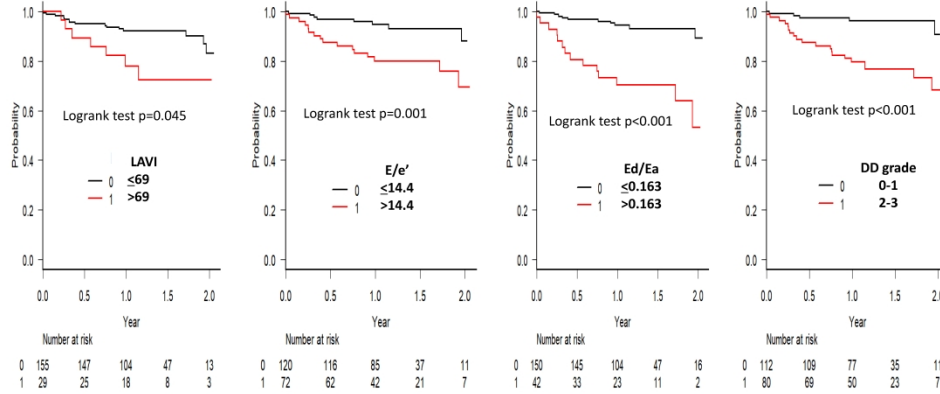 1.0
0.8
0.6
0.4
0.2
0.0
Probability
Logrank test p=0.045
LAVI
0 ≤69
1 >69
0.0 0.5 1.0 1.5 2.0
Year
Number at risk
0 155 147 104 47 13
1 29 25 18 8 3
1.0
0.8
0.6
0.4
0.2
0.0
Probability
Logrank test p=0.001
E/e’
0 ≤14.4
1 >14.4
0.0 0.5 1.0 1.5 2.0
Year
Number at risk
0 120 116 85 37 11
1 72 62 42 21 7
1.0
0.8
0.6
0.4
0.2
0.0
Probability
Logrank test p<0.001
Ed/Ea
0 ≤0.163
1 >0.163
0.0 0.5 1.0 1.5 2.0
Year
Number at risk
0 150 145 104 47 16
1 42 33 23 11 2
1.0
0.8
0.6
0.4
0.2
0.0
Probability
Logrank test p<0.001
DD grade
0 0-1
1 2-3
0.0 0.5 1.0 1.5 2.0
Year
Number at risk
0 112 109 77 35 11
1 80 69 50 23 7